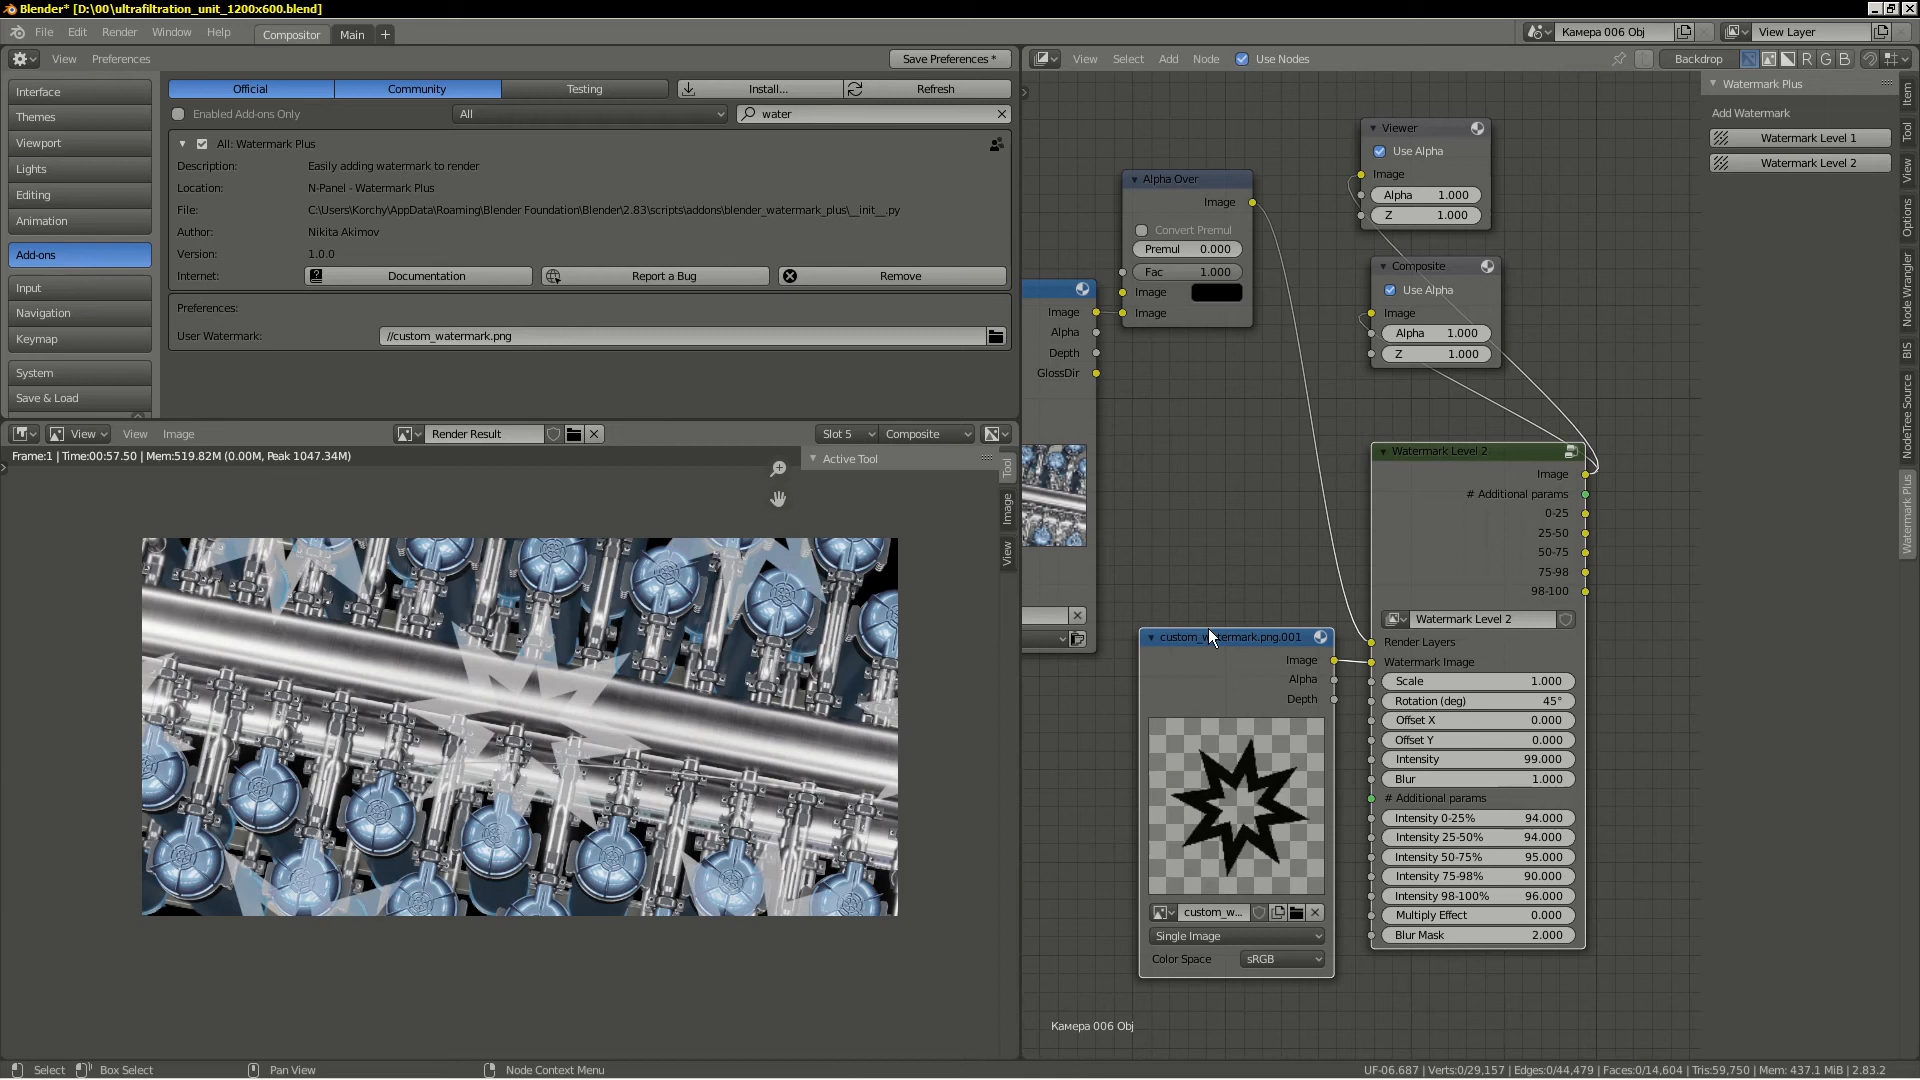 Blender* [D:\00\ultrafiltration_unit_1200x600.blend]
File Edit Render Window Help Compositor Main +
Камера 006 Obj View Layer
View Preferences Save Preferences *
Interface
Themes
Viewport
Lights
Editing
Animation
Add-ons
Input
Navigation
Keymap
System
Save & Load
Official Community Testing Install... Refresh
Enabled Add-ons Only All water
All: Watermark Plus
Description: Easily adding watermark to render
Location: N-Panel - Watermark Plus
File: C:\Users\Korchy\AppData\Roaming\Blender Foundation\Blender\2.83\scripts\addons\blender_watermark_plus\__init__.py
Author: Nikita Akimov
Version: 1.0.0
Internet: Documentation Report a Bug Remove
Preferences:
User Watermark: //custom_watermark.png
View View Image Render Result Slot 5 Composite
Frame:1 | Time:00:57.50 | Mem:519.82M (0.00M, Peak 1047.34M)
Active Tool
Tool
Image
View
View Select Add Node Use Nodes Backdrop R G B
Image
Alpha
Depth
GlossDir
Alpha Over
Image
Convert Premul
Premul 0.000
Fac 1.000
Image
Image
Viewer
Use Alpha
Image
Alpha 1.000
Z 1.000
Composite
Use Alpha
Image
Alpha 1.000
Z 1.000
Watermark Level 2
Image
# Additional params
0-25
25-50
50-75
75-98
98-100
Watermark Level 2
Render Layers
Watermark Image
Scale 1.000
Rotation (deg) 45°
Offset X 0.000
Offset Y 0.000
Intensity 99.000
Blur 1.000
# Additional params
Intensity 0-25% 94.000
Intensity 25-50% 94.000
Intensity 50-75% 95.000
Intensity 75-98% 90.000
Intensity 98-100% 96.000
Multiply Effect 0.000
Blur Mask 2.000
Image
Alpha
Depth
custom_w...
Single Image
Color Space sRGB
Камера 006 Obj
Watermark Plus
Add Watermark
Watermark Level 1
Watermark Level 2
Item
Tool
View
Options
Node Wrangler
BIS
NodeTree Source
Watermark Plus
Select Box Select Pan View Node Context Menu
UF-06.687 | Verts:0/29,157 | Edges:0/44,479 | Faces:0/14,604 | Tris:59,750 | Mem: 437.1 MiB | 2.83.2